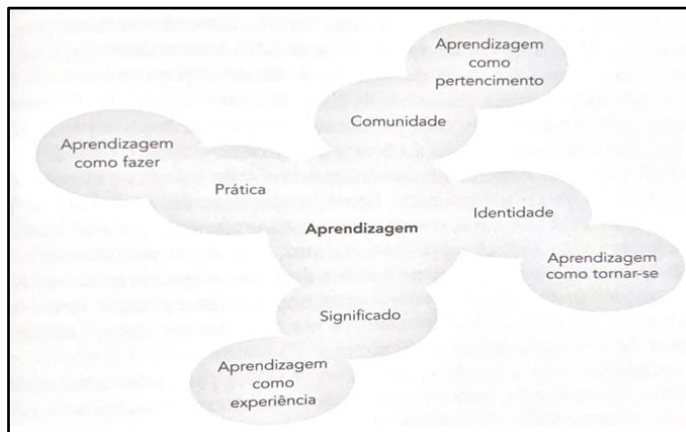 Aprendizagem
como
pertencimento
Comunidade
Aprendizagem
como fazer
Prática
Aprendizagem
Identidade
Aprendizagem
como tornar-se
Significado
Aprendizagem
como
experiência